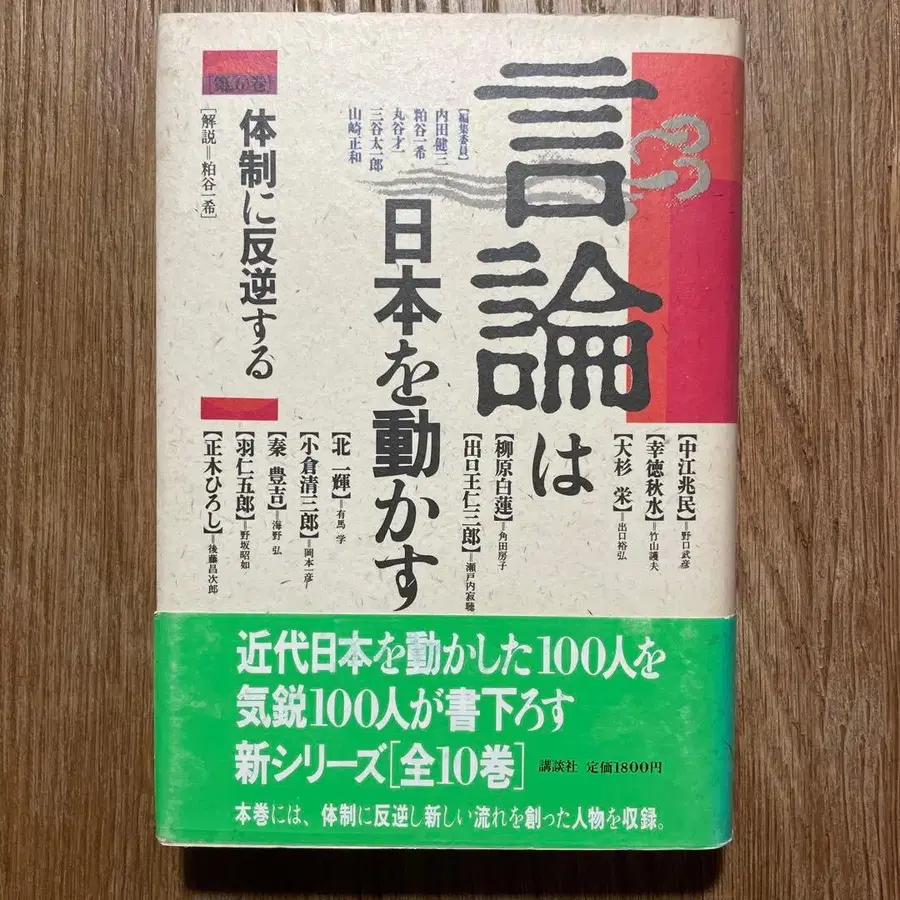 言論は
日本を動かす
【編集委員】
内田健三
粕谷一希
丸谷才一
三谷太一郎
山崎正和
[第6巻]
体制に反逆する
[解説=粕谷一希]
【中江兆民】=野口武彦
【幸徳秋水】=竹山護夫
【大杉 栄】=出口裕弘
【柳原白蓮】=角田房子
【出口王仁三郎】=瀬戸内寂聴
【北 一輝】=有馬 学
【小倉清三郎】=岡本一彦
【秦 豊吉】=海野 弘
【羽仁五郎】=野坂昭如
【正木ひろし】=後藤昌次郎
近代日本を動かした100人を
気鋭100人が書下ろす
新シリーズ[全10巻] 講談社 定価1800円
本巻には、体制に反逆し新しい流れを創った人物を収録。